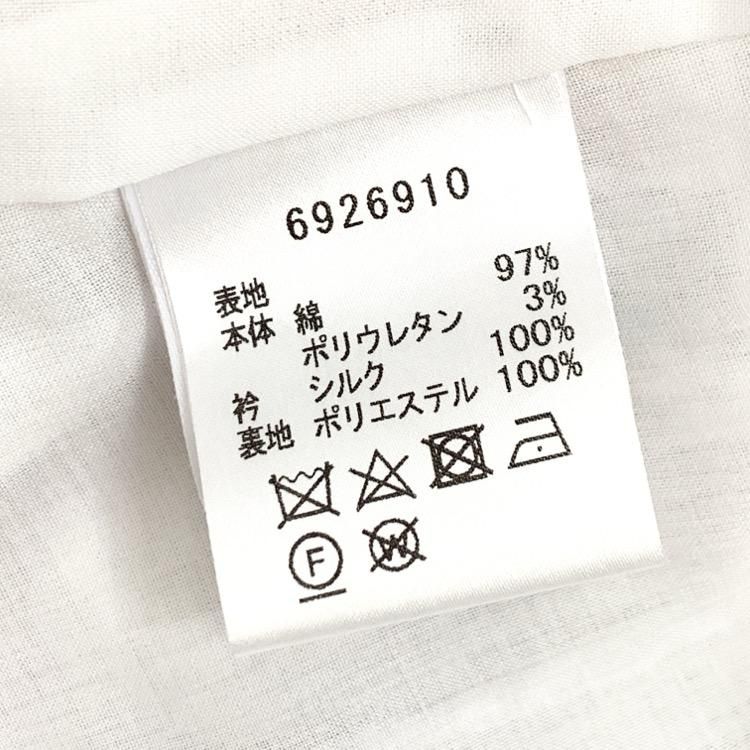 6926910
表地
本体 綿 97%
ポリウレタン 3%
衿 シルク 100%
裏地 ポリエステル 100%
F
W